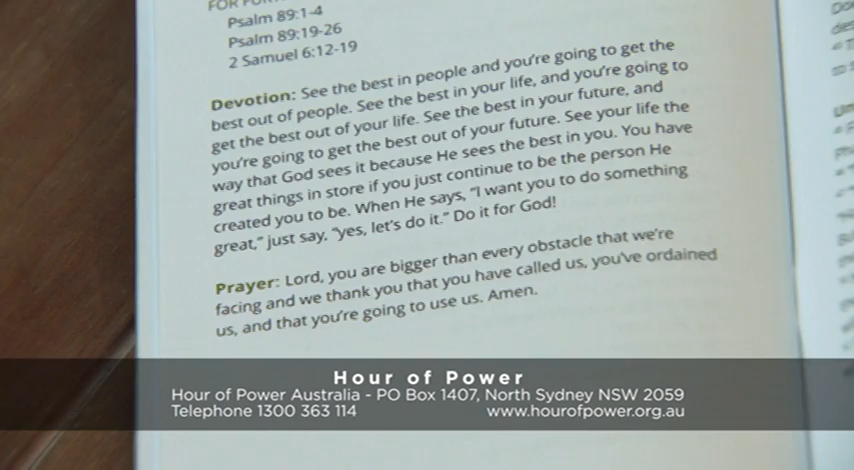 Psalm 89:1-4
Psalm 89:19-26
2 Samuel 6:12-19
Devotion: See the best in people and you're going to get the
best out of people. See the best in your life, and you're going to
get the best out of your life. See the best in your future, and
you're going to get the best out of your future. See your life the
way that God sees it because He sees the best in you. You have
great things in store if you just continue to be the person He
created you to be. When He says, "I want you to do something
great," just say, "yes, let's do it." Do it for God!
Prayer: Lord, you are bigger than every obstacle that we're
facing and we thank you that you have called us, you've ordained
us, and that you're going to use us. Amen.
Hour of Power
Hour of Power Australia - PO Box 1407, North Sydney NSW 2059
Telephone 1300 363 114 www.hourofpower.org.au